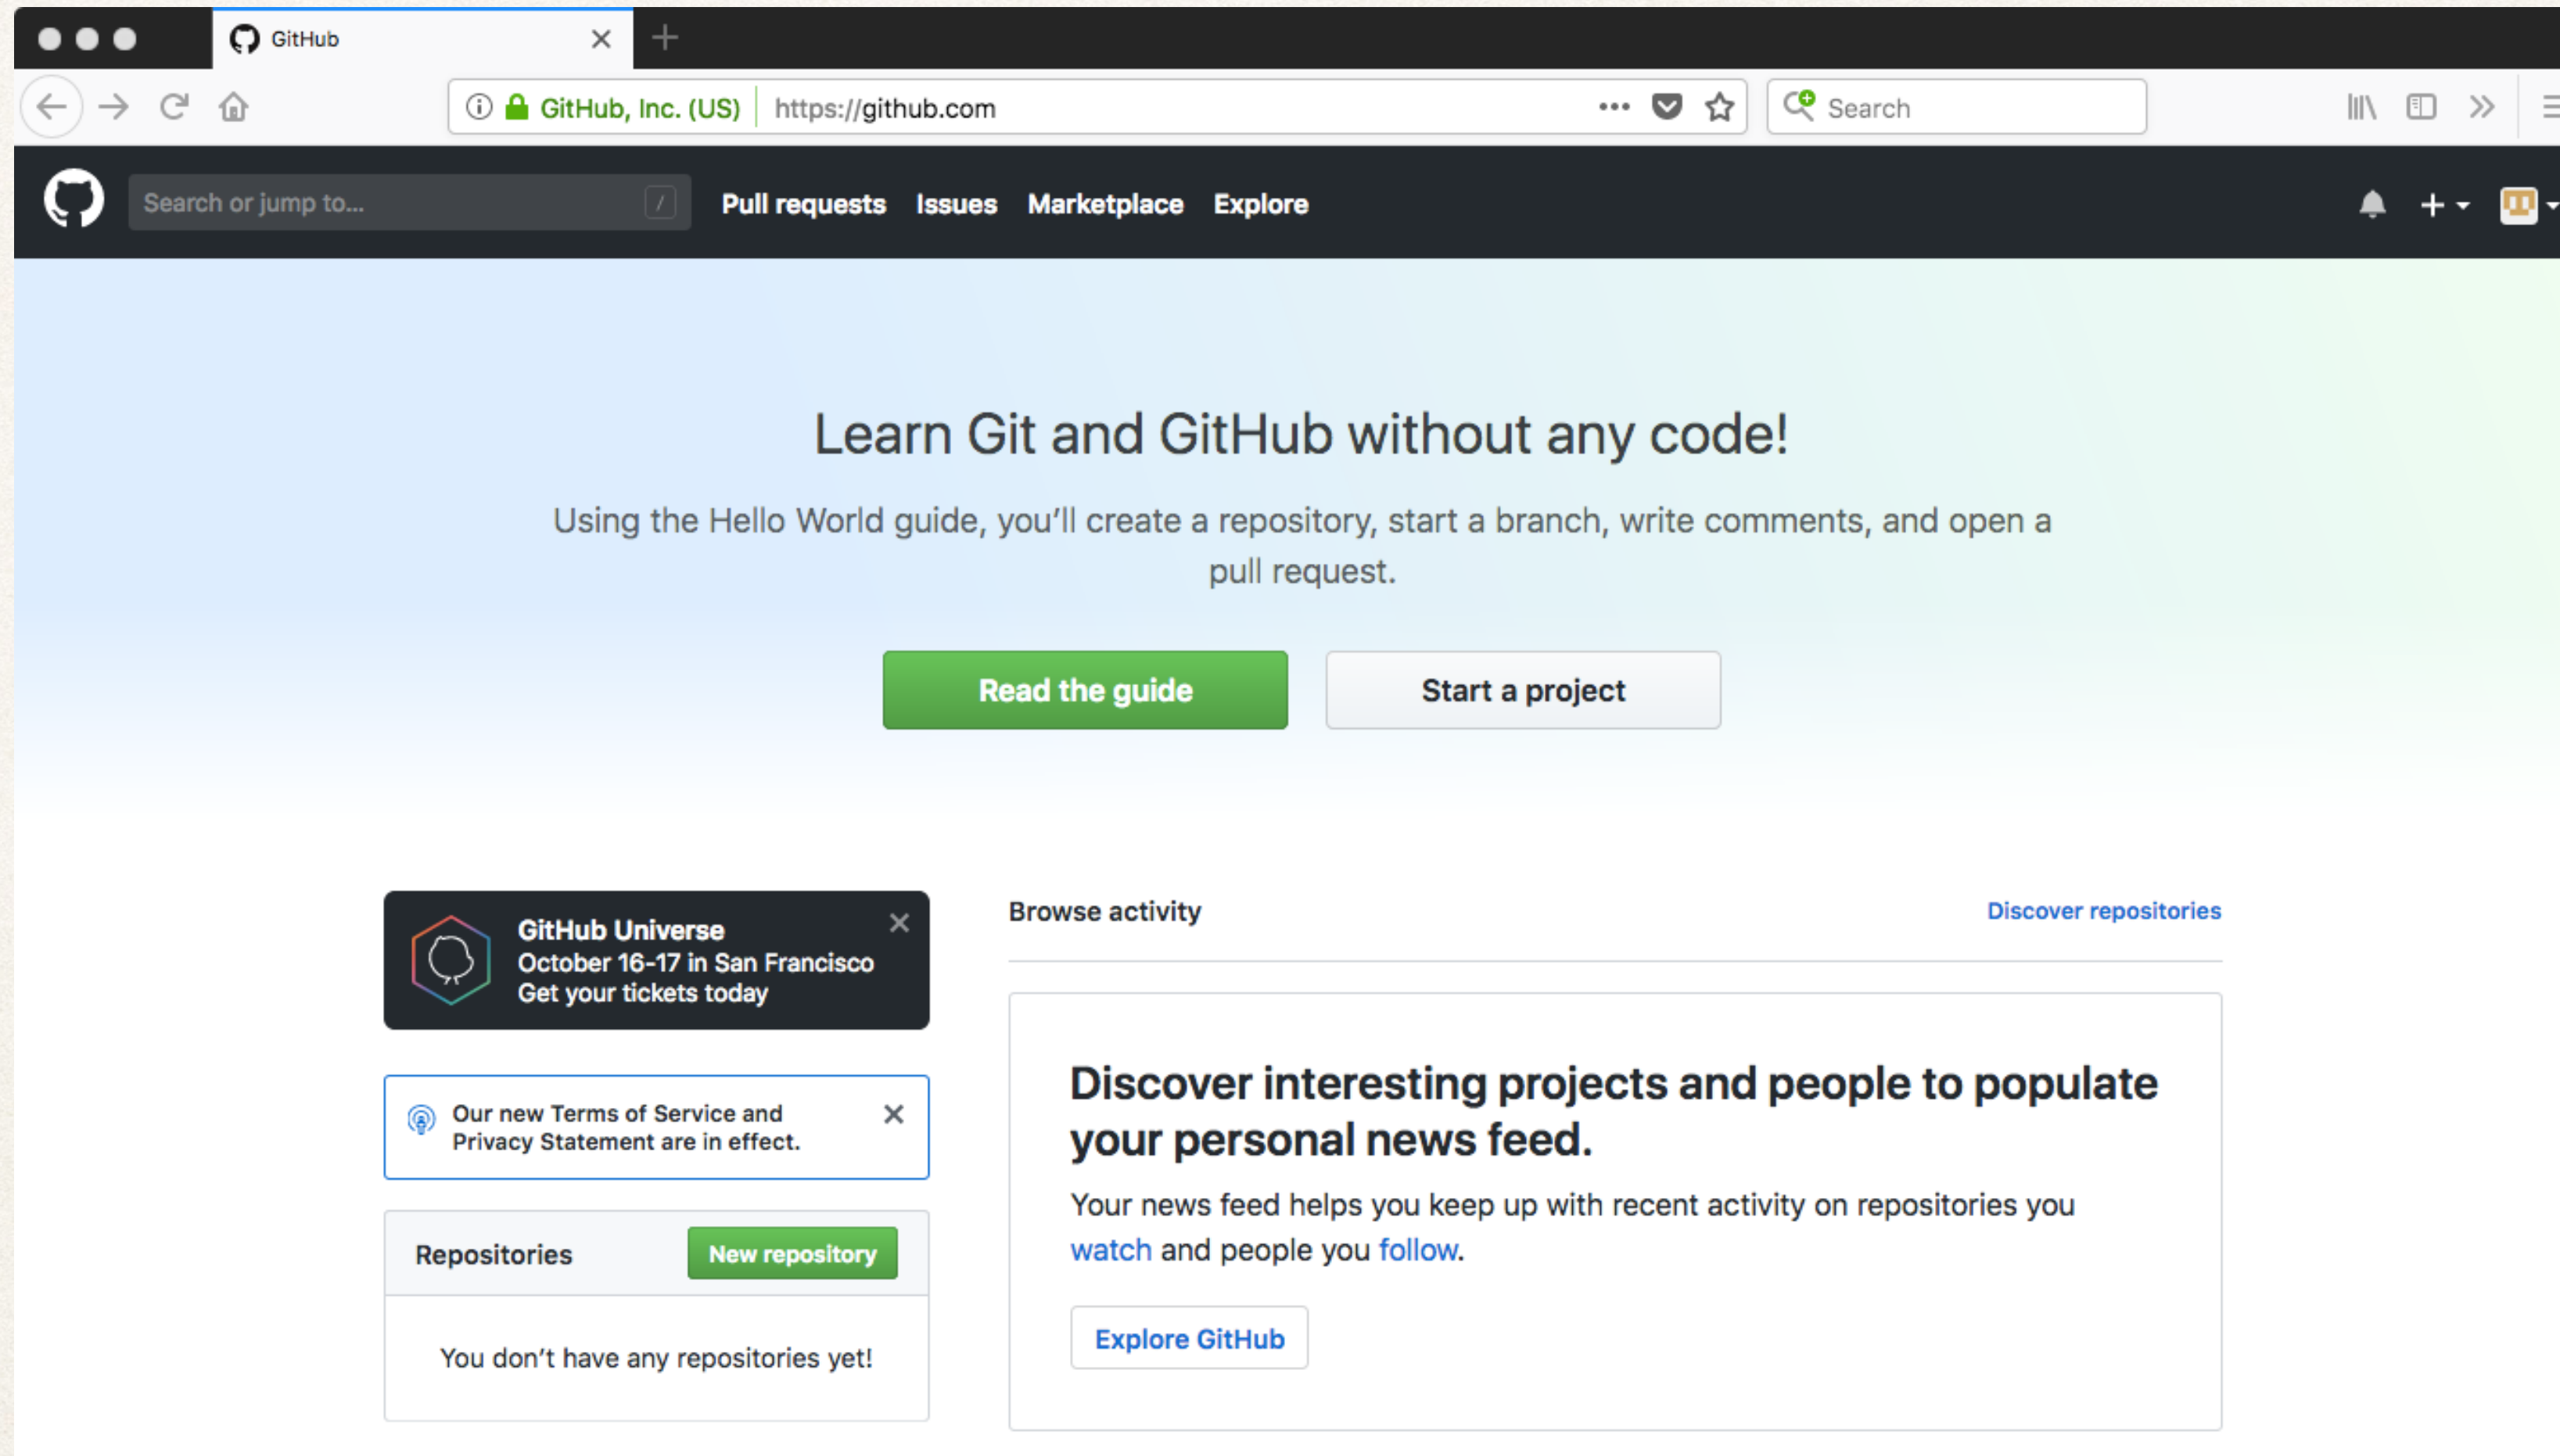 GitHub
GitHub, Inc. (US) https://github.com
Search
Search or jump to... /
Pull requests Issues Marketplace Explore
Learn Git and GitHub without any code!
Using the Hello World guide, you’ll create a repository, start a branch, write comments, and open a
pull request.
Read the guide
Start a project
GitHub Universe
October 16-17 in San Francisco
Get your tickets today
Our new Terms of Service and
Privacy Statement are in effect.
Repositories
New repository
You don’t have any repositories yet!
Browse activity
Discover repositories
Discover interesting projects and people to populate
your personal news feed.
Your news feed helps you keep up with recent activity on repositories you
watch and people you follow.
Explore GitHub